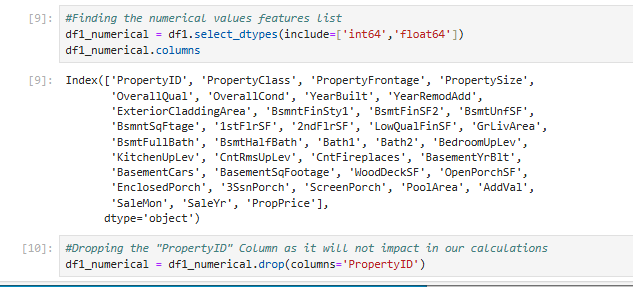 [9]: #Finding the numerical values features list
df1_numerical = df1.select_dtypes(include=['int64','float64'])
df1_numerical.columns
[9]: Index(['PropertyID', 'PropertyClass', 'PropertyFrontage', 'PropertySize',
'OverallQual', 'OverallCond', 'YearBuilt', 'YearRemodAdd',
'ExteriorCladdingArea', 'BsmntFinSty1', 'BsmtFinSF2', 'BsmtUnfSF',
'BsmntSqFtage', '1stFlrSF', '2ndFlrSF', 'LowQualFinSF', 'GrLivArea',
'BsmtFullBath', 'BsmtHalfBath', 'Bath1', 'Bath2', 'BedroomUpLev',
'KitchenUpLev', 'CntRmsUpLev', 'CntFireplaces', 'BasementYrBlt',
'BasementCars', 'BasementSqFootage', 'WoodDeckSF', 'OpenPorchSF',
'EnclosedPorch', '3SsnPorch', 'ScreenPorch', 'PoolArea', 'AddVal',
'SaleMon', 'SaleYr', 'PropPrice'],
dtype='object')
[10]: #Dropping the "PropertyID" Column as it will not impact in our calculations
df1_numerical = df1_numerical.drop(columns='PropertyID')